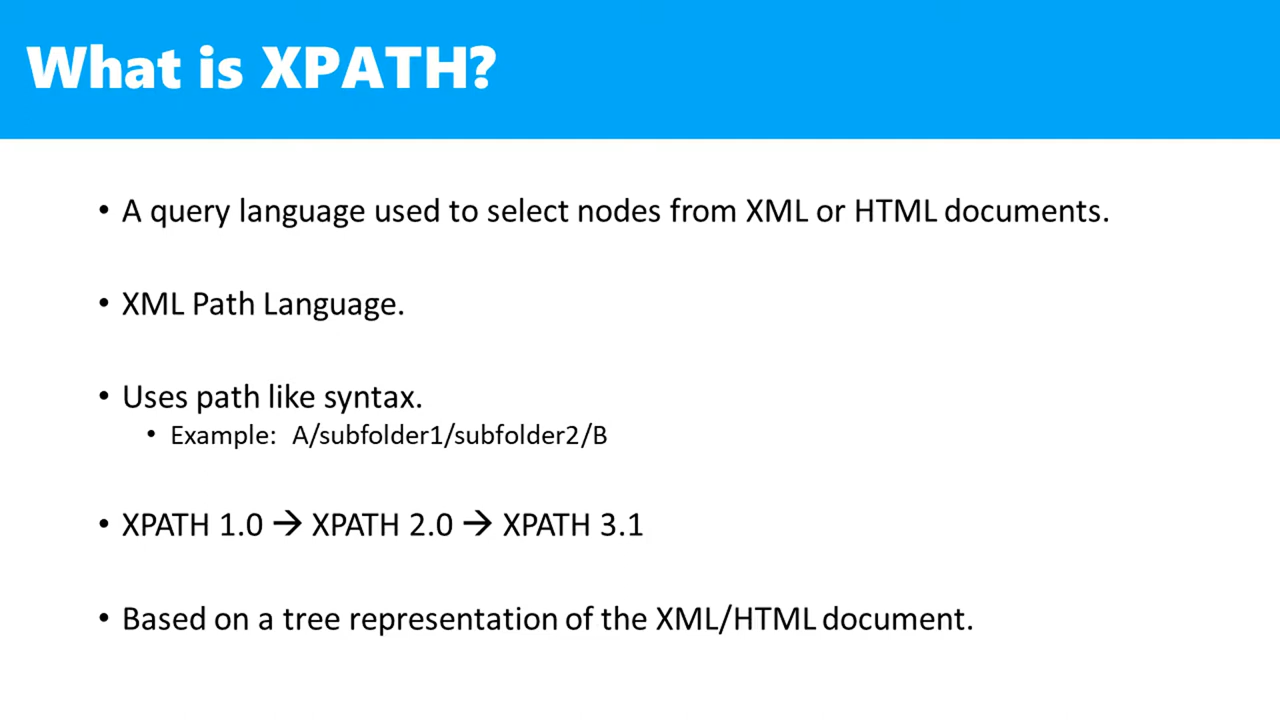 What is XPATH?
• A query language used to select nodes from XML or HTML documents.
• XML Path Language.
• Uses path like syntax.
• Example: A/subfolder1/subfolder2/B
• XPATH 1.0 → XPATH 2.0 → XPATH 3.1
• Based on a tree representation of the XML/HTML document.